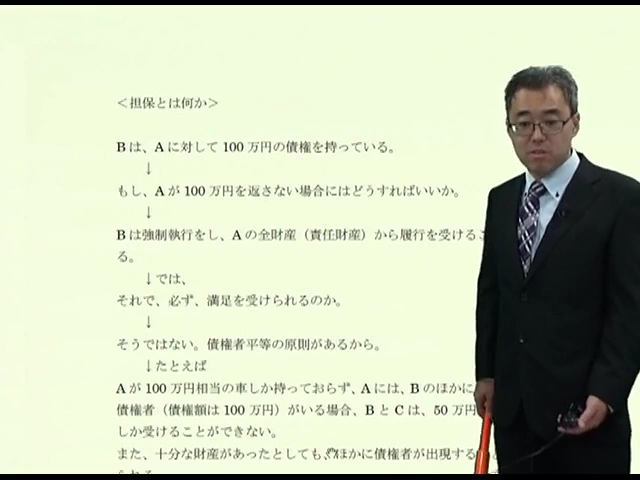 ＜担保とは何か＞
Bは、Aに対して100万円の債権を持っている。
↓
もし、Aが100万円を返さない場合にはどうすればいいか。
↓
Bは強制執行をし、Aの全財産（責任財産）から履行を受けるこ
る。
↓では、
それで、必ず、満足を受けられるのか。
↓
そうではない。債権者平等の原則があるから。
↓たとえば
Aが100万円相当の車しか持っておらず、Aには、Bのほかに
債権者（債権額は100万円）がいる場合、BとCは、50万円
しか受けることができない。
また、十分な財産があったとしても、ほかに債権者が出現する